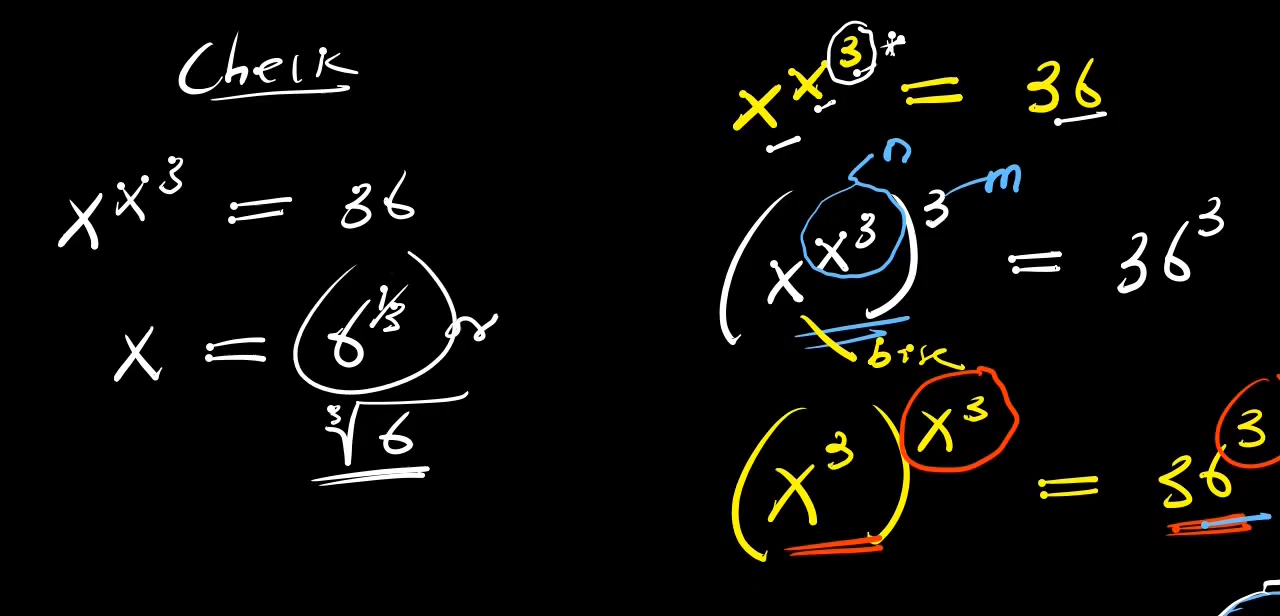 Check
x^x^3 = 36
x = 6^1/3
∛6
x^x^3 * = 36
n
(x^x^3)^3 m = 36^3
base
(x^3)^x^3 = 36^3